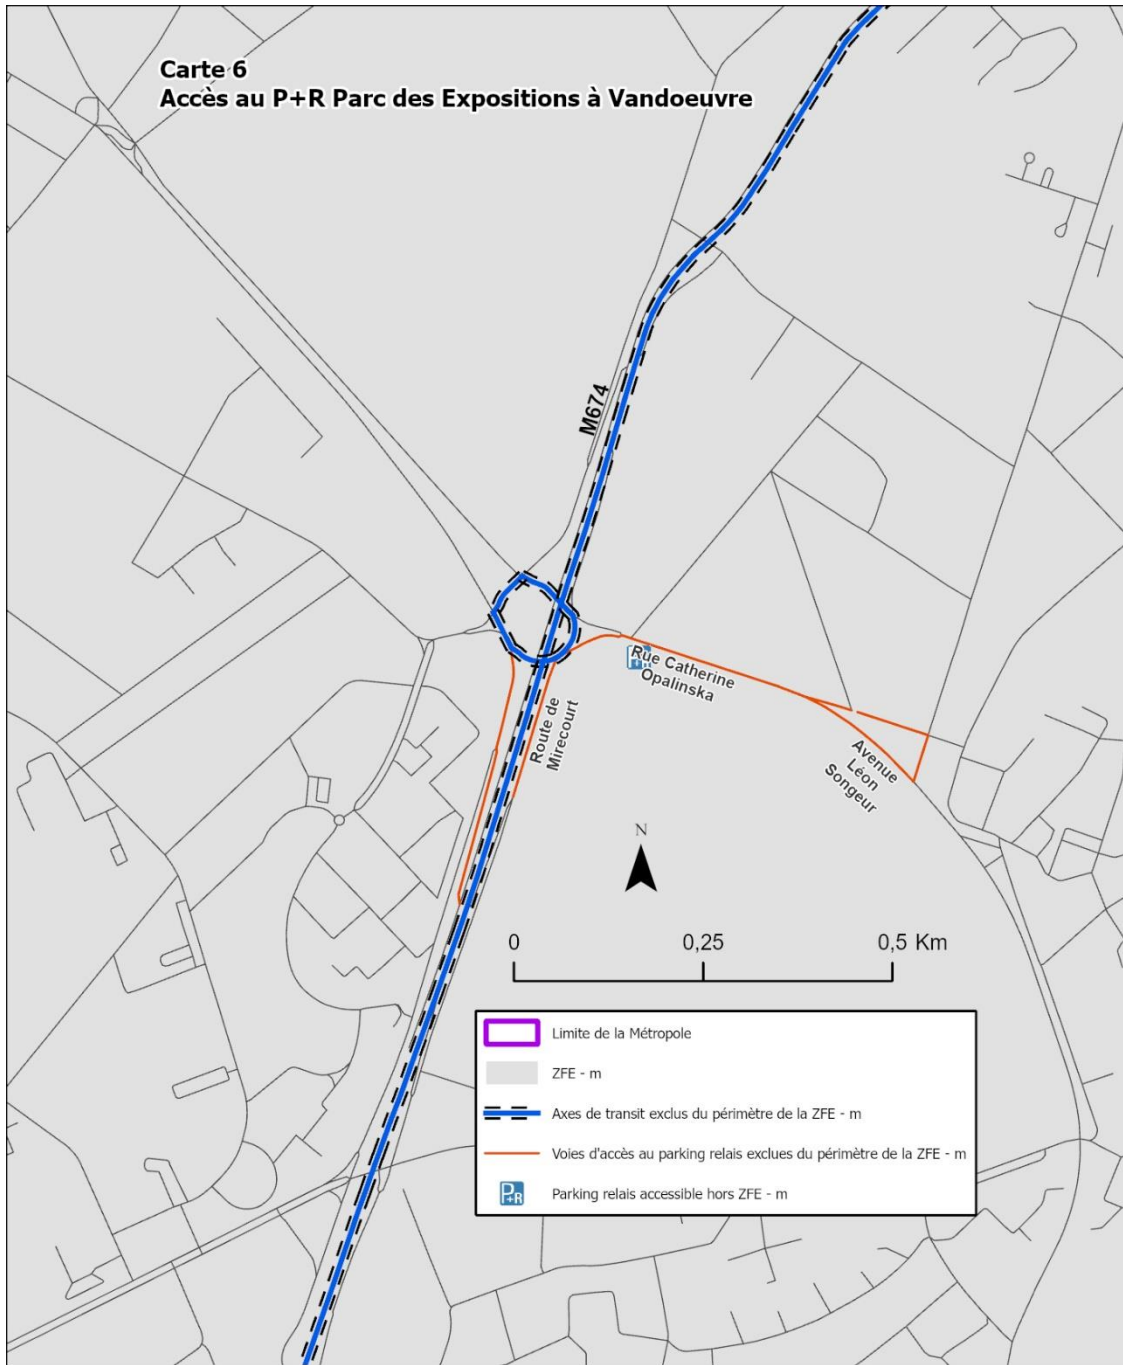 Carte 6
Accès au P+R Parc des Expositions à Vandoeuvre
M674
Rue Catherine
Opalinska
Route de
Mirecourt
Avenue
Léon
Songeur
N
0 0,25 0,5 Km
Limite de la Métropole
ZFE - m
Axes de transit exclus du périmètre de la ZFE - m
Voies d'accès au parking relais exclues du périmètre de la ZFE - m
P+R
Parking relais accessible hors ZFE - m